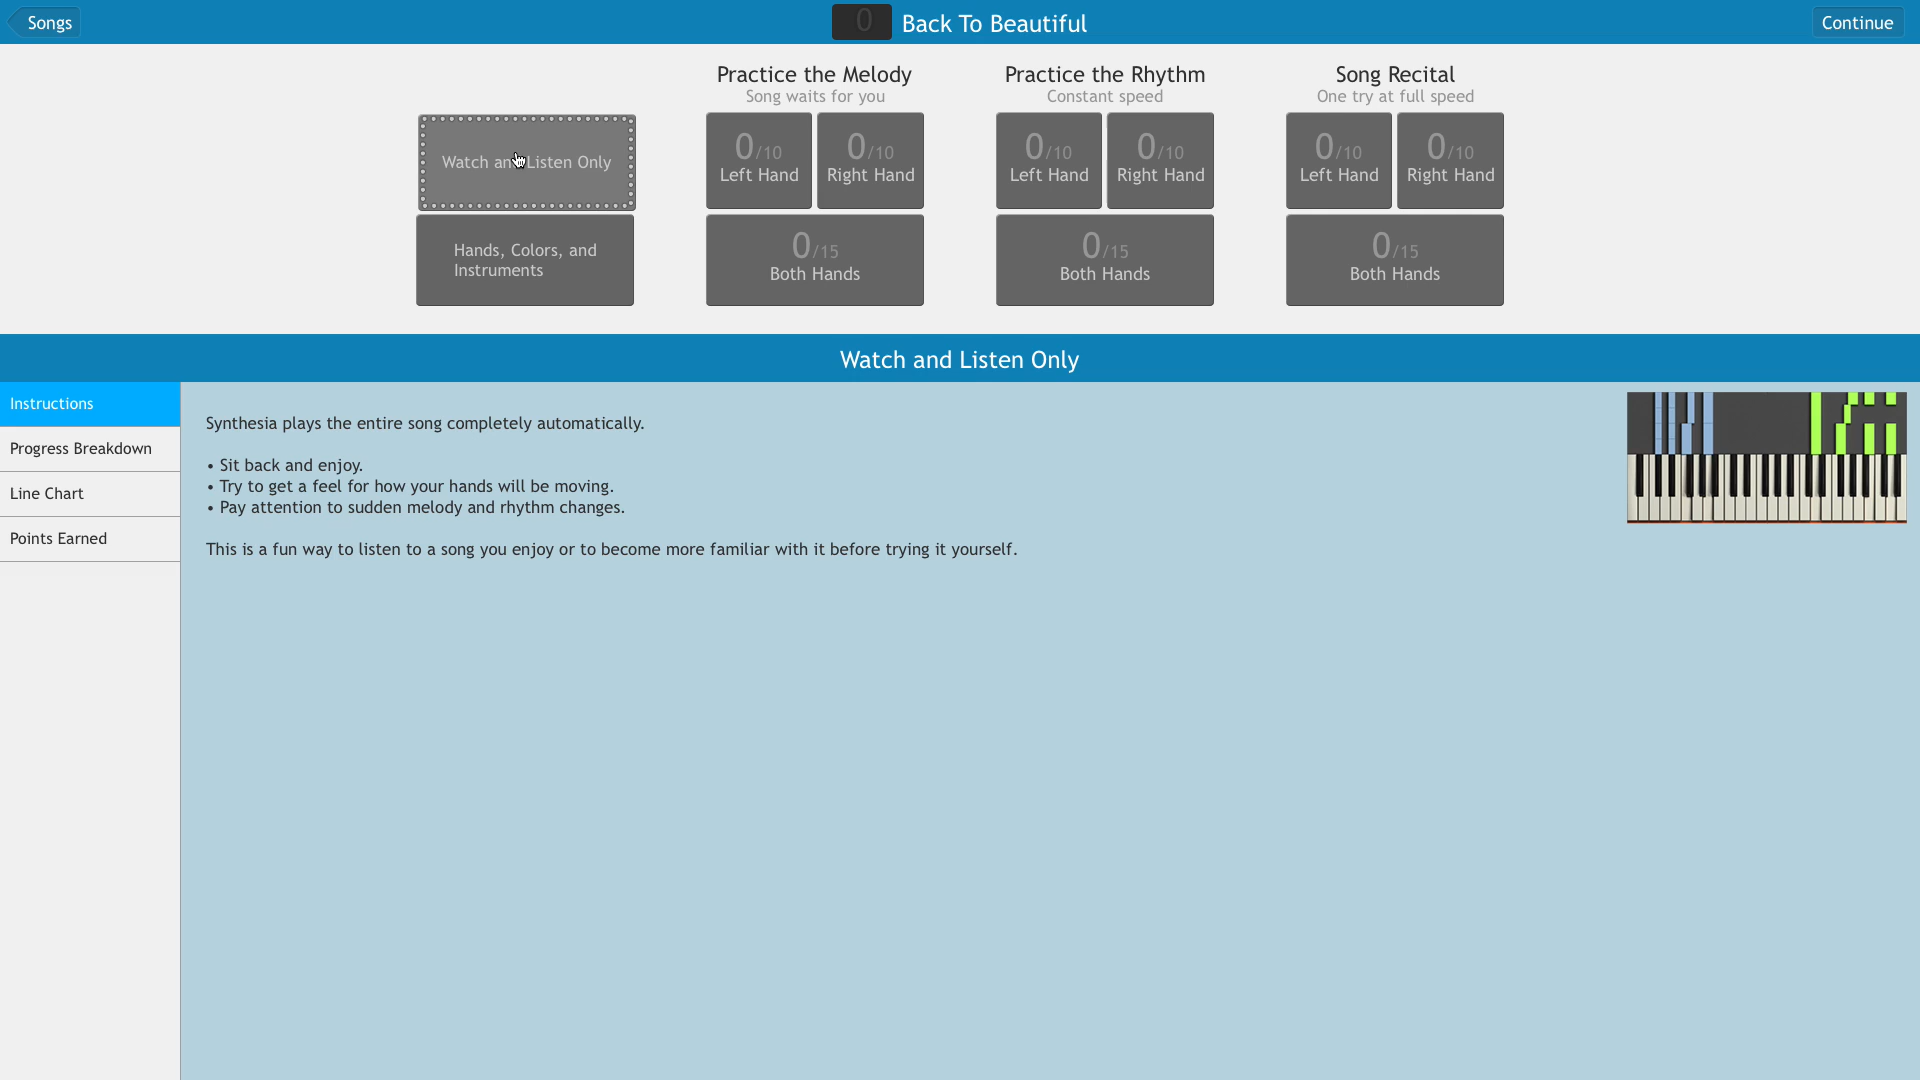 Songs
0
Back To Beautiful
Continue
Practice the Melody
Song waits for you
Practice the Rhythm
Constant speed
Song Recital
One try at full speed
Watch and Listen Only
0/10
Left Hand
0/10
Right Hand
0/10
Left Hand
0/10
Right Hand
0/10
Left Hand
0/10
Right Hand
Hands, Colors, and
Instruments
0/15
Both Hands
0/15
Both Hands
0/15
Both Hands
Watch and Listen Only
Instructions
Progress Breakdown
Line Chart
Points Earned
Synthesia plays the entire song completely automatically.
• Sit back and enjoy.
• Try to get a feel for how your hands will be moving.
• Pay attention to sudden melody and rhythm changes.
This is a fun way to listen to a song you enjoy or to become more familiar with it before trying it yourself.